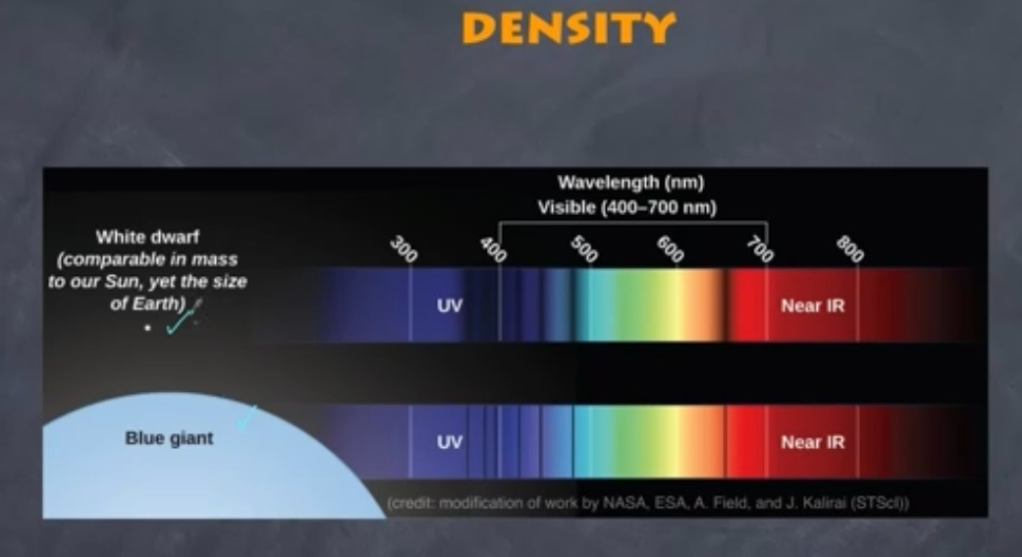 DENSITY
Wavelength (nm)
Visible (400–700 nm)
White dwarf
(comparable in mass
to our Sun, yet the size
of Earth)
300 400 500 600 700 800
UV Near IR
Blue giant
UV Near IR
(credit: modification of work by NASA, ESA, A. Field, and J. Kalirai (STScI))